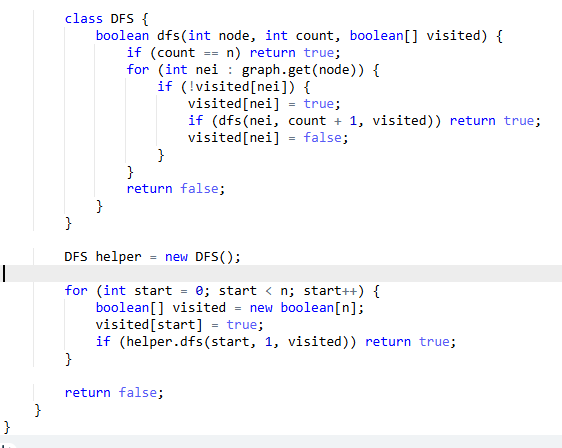 class DFS {
boolean dfs(int node, int count, boolean[] visited) {
if (count == n) return true;
for (int nei : graph.get(node)) {
if (!visited[nei]) {
visited[nei] = true;
if (dfs(nei, count + 1, visited)) return true;
visited[nei] = false;
}
}
return false;
}
}
DFS helper = new DFS();
for (int start = 0; start < n; start++) {
boolean[] visited = new boolean[n];
visited[start] = true;
if (helper.dfs(start, 1, visited)) return true;
}
return false;
}
}